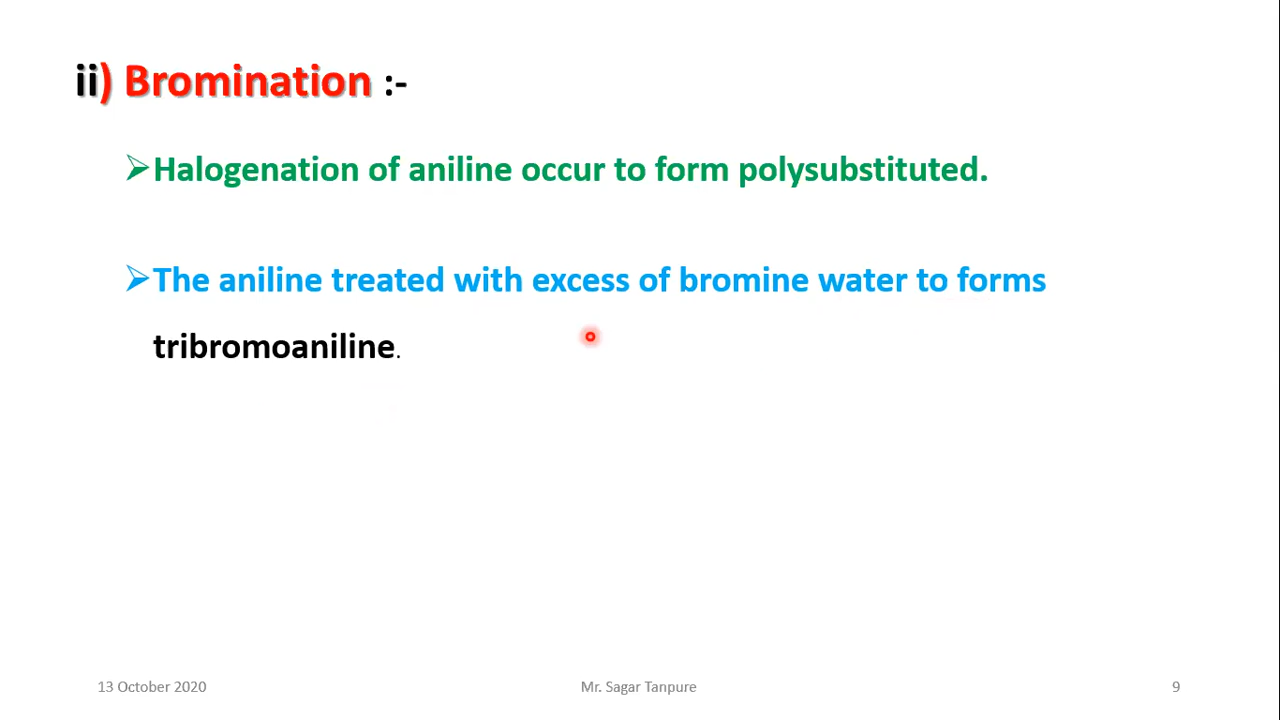 ii) Bromination :-
➢Halogenation of aniline occur to form polysubstituted.
➢The aniline treated with excess of bromine water to forms
tribromoaniline.
13 October 2020 Mr. Sagar Tanpure 9